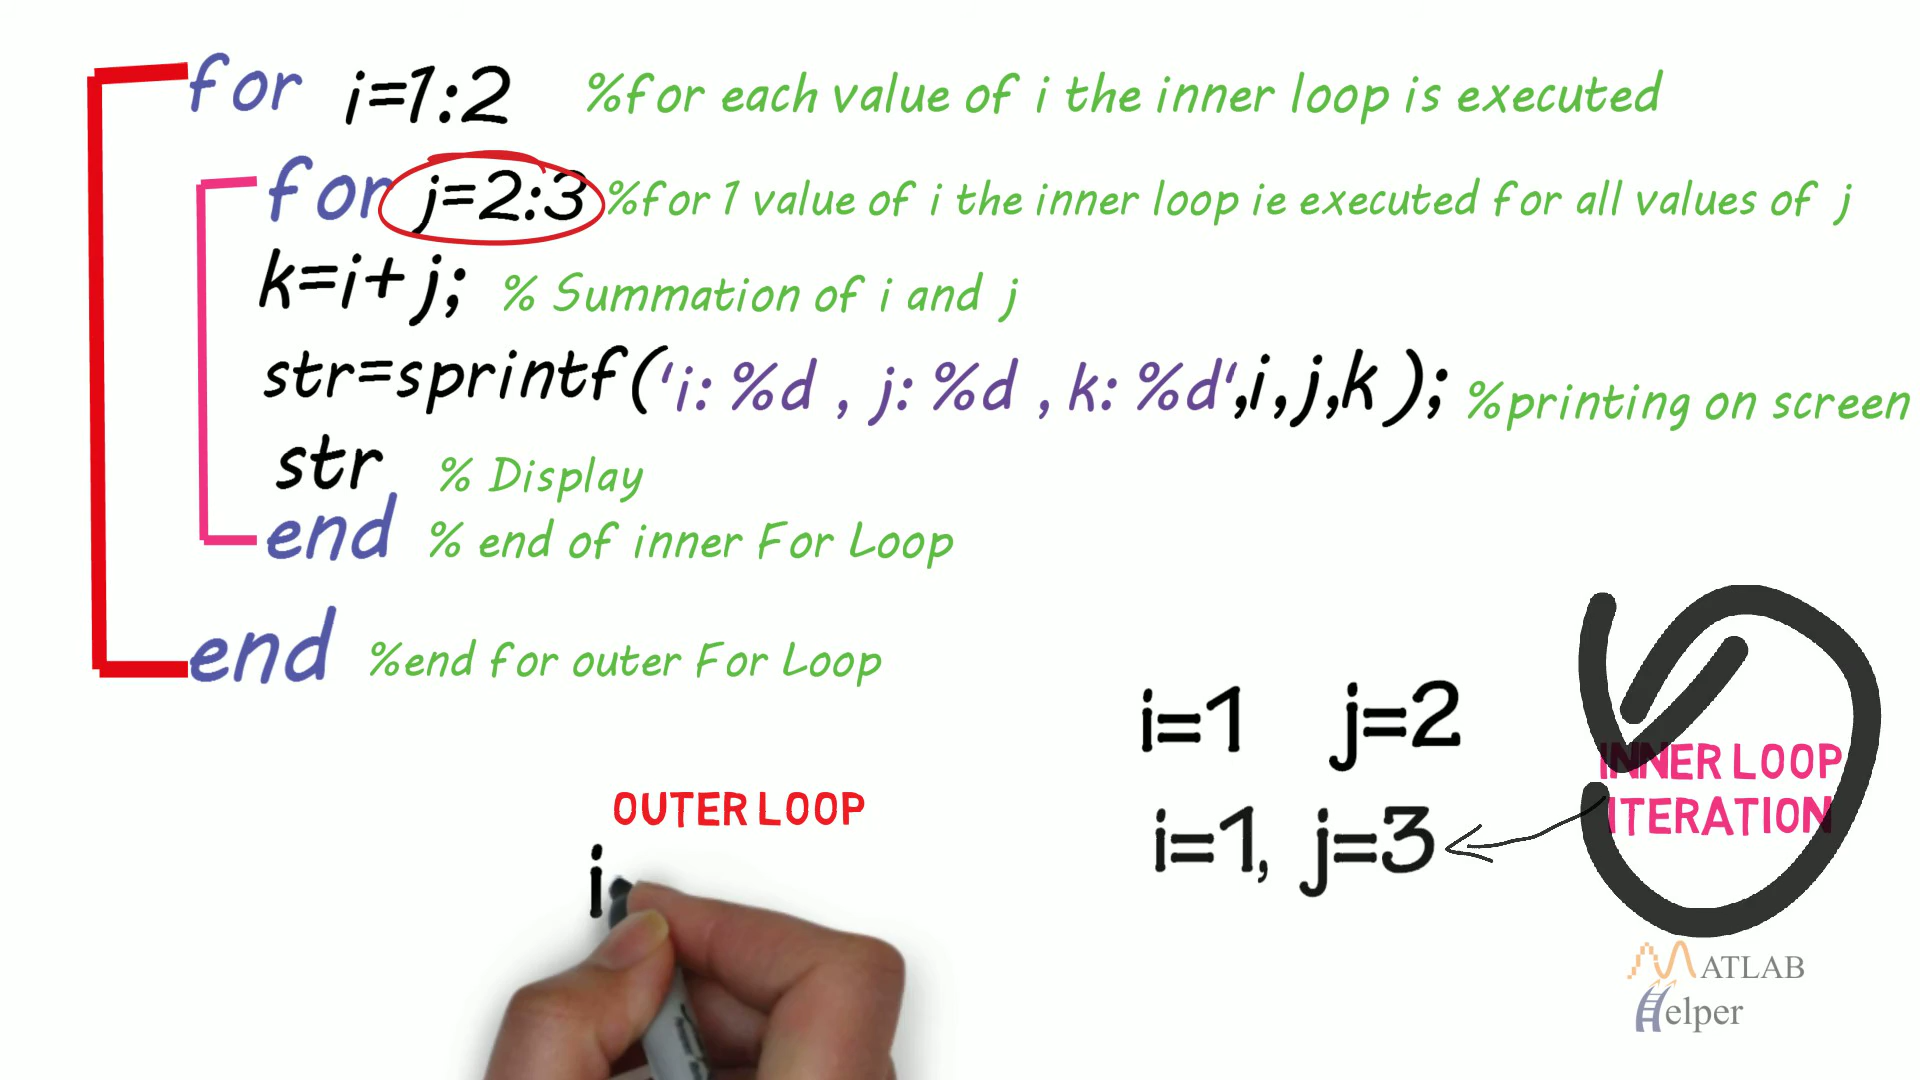 for i=1:2 %for each value of i the inner loop is executed
for j=2:3 %for 1 value of i the inner loop ie executed for all values of j
k=i+j; % Summation of i and j
str=sprintf('i: %d , j: %d , k: %d',i,j,k ); %printing on screen
str % Display
end % end of inner For Loop
end %end for outer For Loop
i=1 j=2
INNER LOOP
ITERATION
i=1, j=3
OUTER LOOP
i
MATLAB
Helper